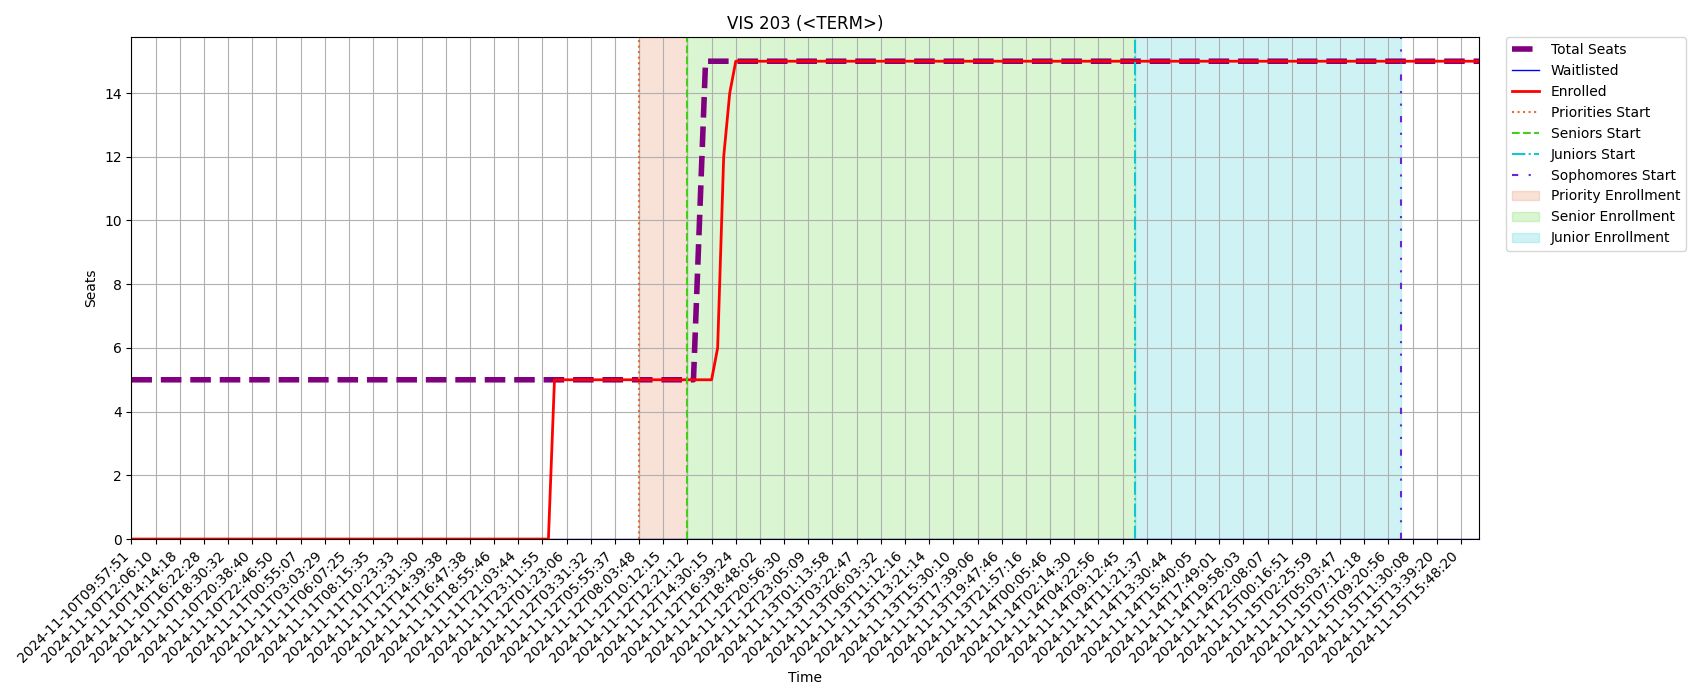 VIS 203 (<TERM>)
Total Seats
Waitlisted
Enrolled
Priorities Start
Seniors Start
Juniors Start
Sophomores Start
Priority Enrollment
Senior Enrollment
Junior Enrollment
Seats
14
12
10
8
6
4
2
0
2024-11-10T09:57:51
2024-11-10T12:06:10
2024-11-10T14:14:18
2024-11-10T16:22:28
2024-11-10T18:30:32
2024-11-10T20:38:40
2024-11-10T22:46:50
2024-11-11T00:55:07
2024-11-11T03:03:29
2024-11-11T06:07:25
2024-11-11T08:15:35
2024-11-11T10:23:33
2024-11-11T12:31:30
2024-11-11T14:39:38
2024-11-11T16:47:38
2024-11-11T18:55:46
2024-11-11T21:03:44
2024-11-11T23:11:55
2024-11-12T01:23:06
2024-11-12T03:31:32
2024-11-12T05:55:37
2024-11-12T08:03:48
2024-11-12T10:12:15
2024-11-12T12:21:12
2024-11-12T14:30:15
2024-11-12T16:39:24
2024-11-12T18:48:02
2024-11-12T20:56:30
2024-11-12T23:05:09
2024-11-13T01:13:58
2024-11-13T03:22:47
2024-11-13T06:03:32
2024-11-13T11:12:16
2024-11-13T13:21:14
2024-11-13T15:30:10
2024-11-13T17:39:06
2024-11-13T19:47:46
2024-11-13T21:57:16
2024-11-14T00:05:46
2024-11-14T02:14:30
2024-11-14T04:22:56
2024-11-14T09:12:45
2024-11-14T11:21:37
2024-11-14T13:30:44
2024-11-14T15:40:05
2024-11-14T17:49:01
2024-11-14T19:58:03
2024-11-14T22:08:07
2024-11-15T00:16:51
2024-11-15T02:25:59
2024-11-15T05:03:47
2024-11-15T07:12:18
2024-11-15T09:20:56
2024-11-15T11:30:08
2024-11-15T13:39:20
2024-11-15T15:48:20
Time